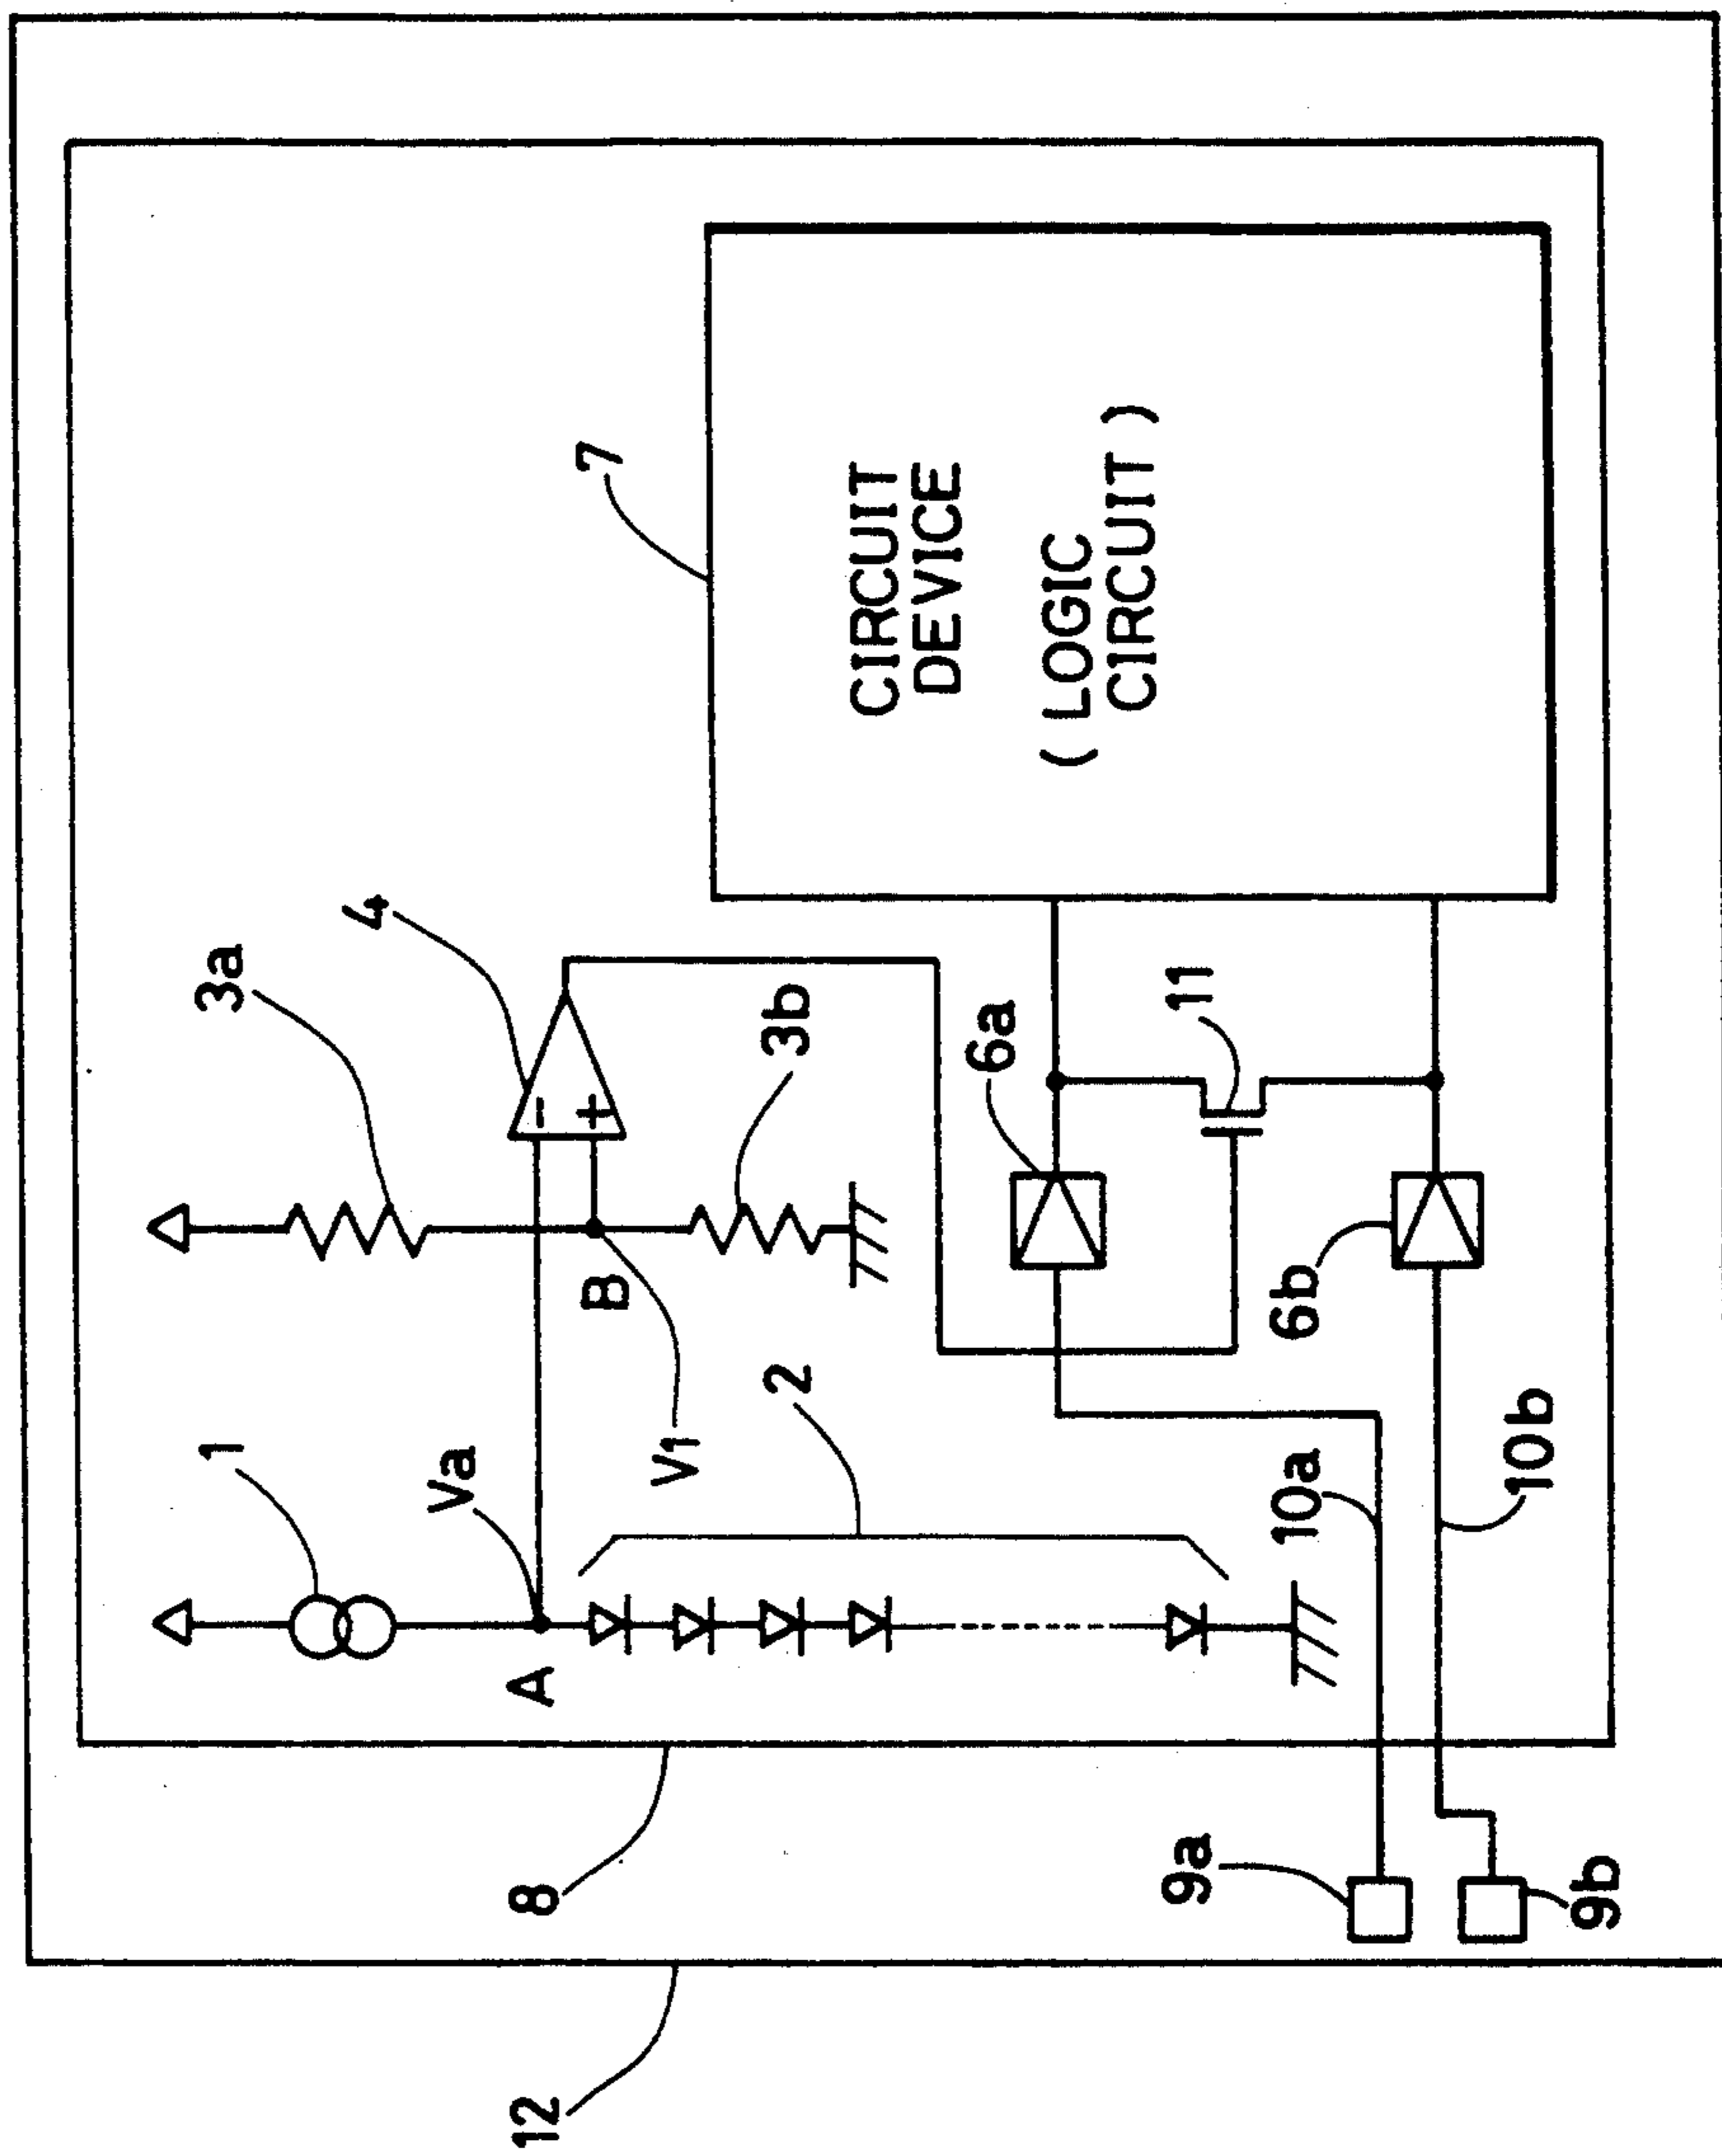 12
8
1
Va
A
3a
4
V1
B
3b
2
-
+
7
CIRCUIT
DEVICE
( LOGIC
CIRCUIT )
6a
11
6b
10a
10b
9a
9b